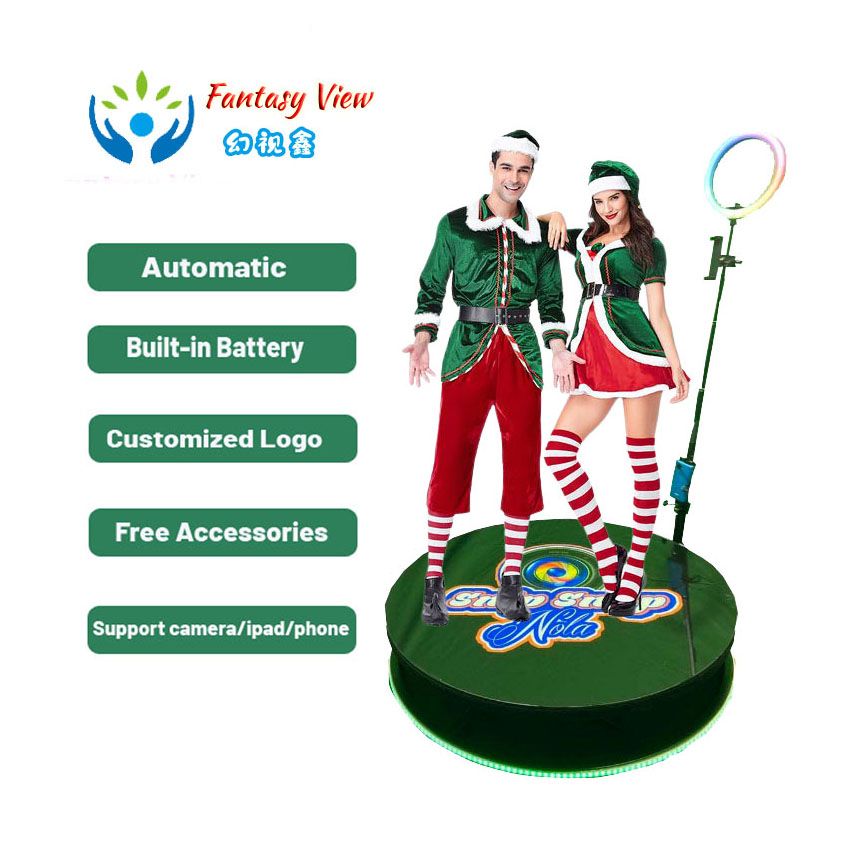 Fantasy View
幻视鑫
Automatic
Built-in Battery
Customized Logo
Free Accessories
Support camera/ipad/phone
Snap Snap
Nola